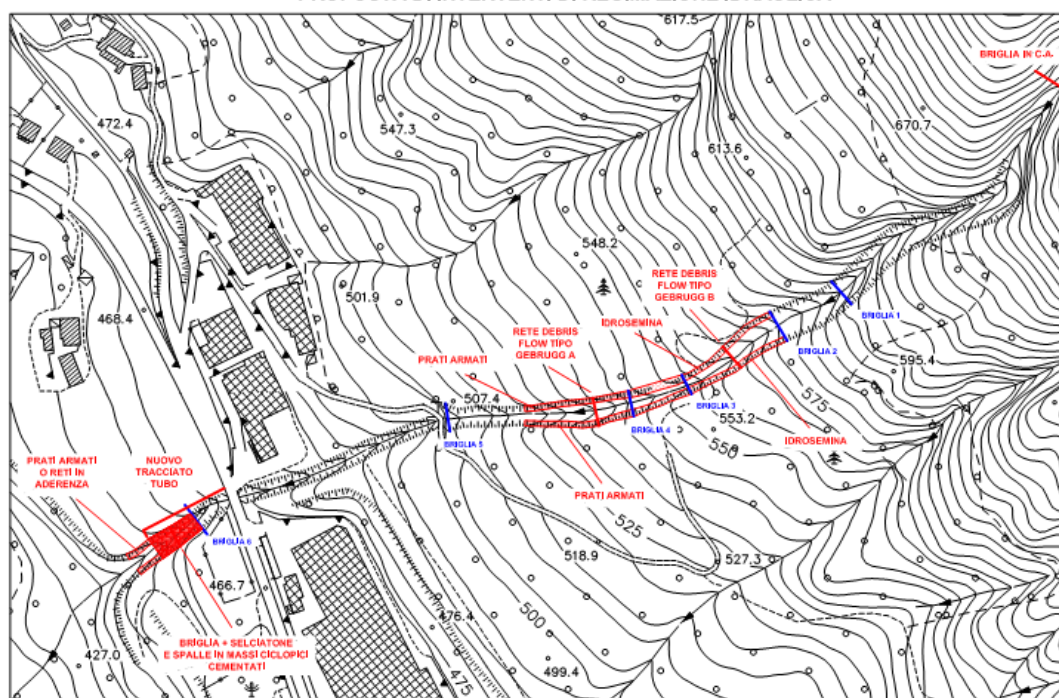 617.5
BRIGLIA IN C.A.
472.4
547.3
670.7
613.6
548.2
RETE DEBRIS
FLOW TIPO
GEBRUGG B
501.9
468.4
IDROSEMINA
BRIGLIA 1
RETE DEBRIS
FLOW TIPO
GEBRUGG A
BRIGLIA 2
PRATI ARMATI
595.4
575
507.4
BRIGLIA 3
553.2
BRIGLIA 4
550
IDROSEMINA
BRIGLIA 5
PRATI ARMATI
O RETI IN
ADERENZA
NUOVO
TRACCIATO
TUBO
PRATI ARMATI
525
BRIGLIA 6
518.9
527.3
466.7
476.4
500
BRIGLIA + SELCIATONE
E SPALLE IN MASSI CICLOPICI
CEMENTATI
427.0
475
499.4